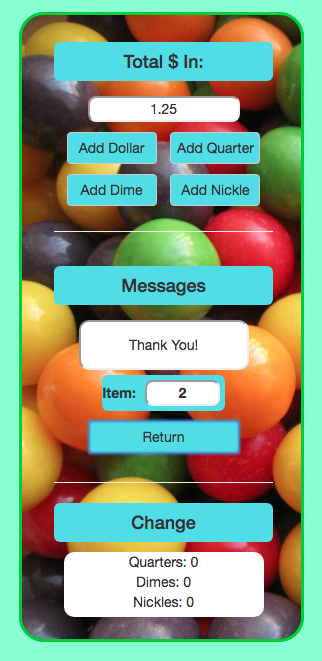 Total $ In:
1.25
Add Dollar Add Quarter
Add Dime Add Nickle
Messages
Thank You!
Item: 2
Return
Change
Quarters: 0
Dimes: 0
Nickles: 0